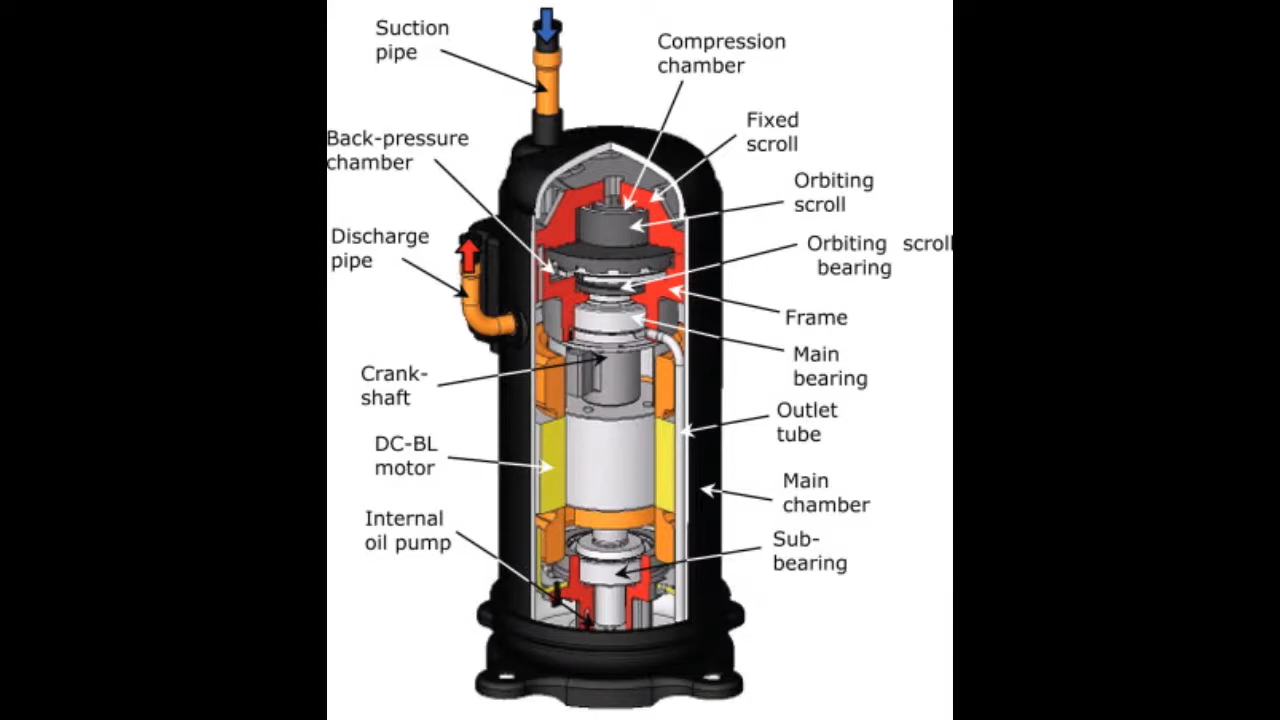 Suction
pipe
Compression
chamber
Back-pressure
chamber
Fixed
scroll
Orbiting
scroll
Discharge
pipe
Orbiting scroll
bearing
Frame
Crank-
shaft
Main
bearing
Outlet
tube
DC-BL
motor
Main
chamber
Internal
oil pump
Sub-
bearing